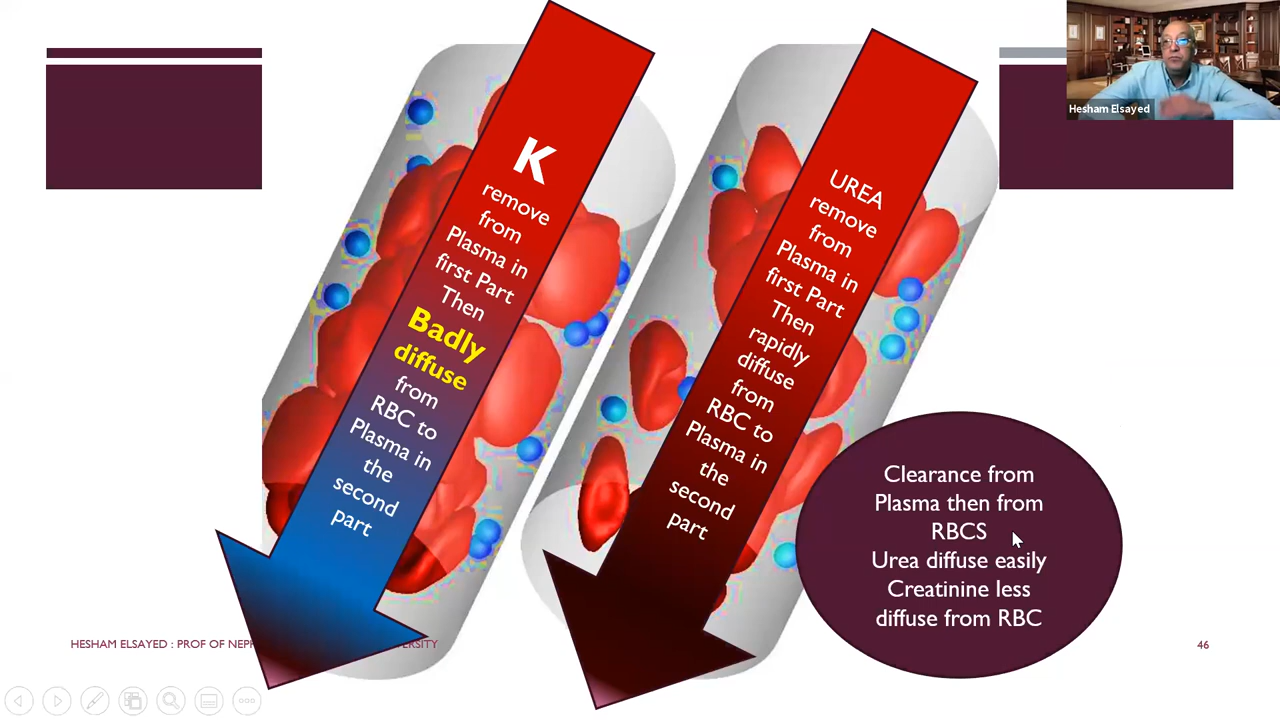 K
remove
from
Plasma in
first Part
Then
Badly
diffuse
from
RBC to
Plasma in
the
second
part
UREA
remove
from
Plasma in
first Part
Then
rapidly
diffuse
from
RBC to
Plasma in
the
second
part
Hesham Elsayed
Clearance from
Plasma then from
RBCS
Urea diffuse easily
Creatinine less
diffuse from RBC
HESHAM ELSAYED : PROF OF
46